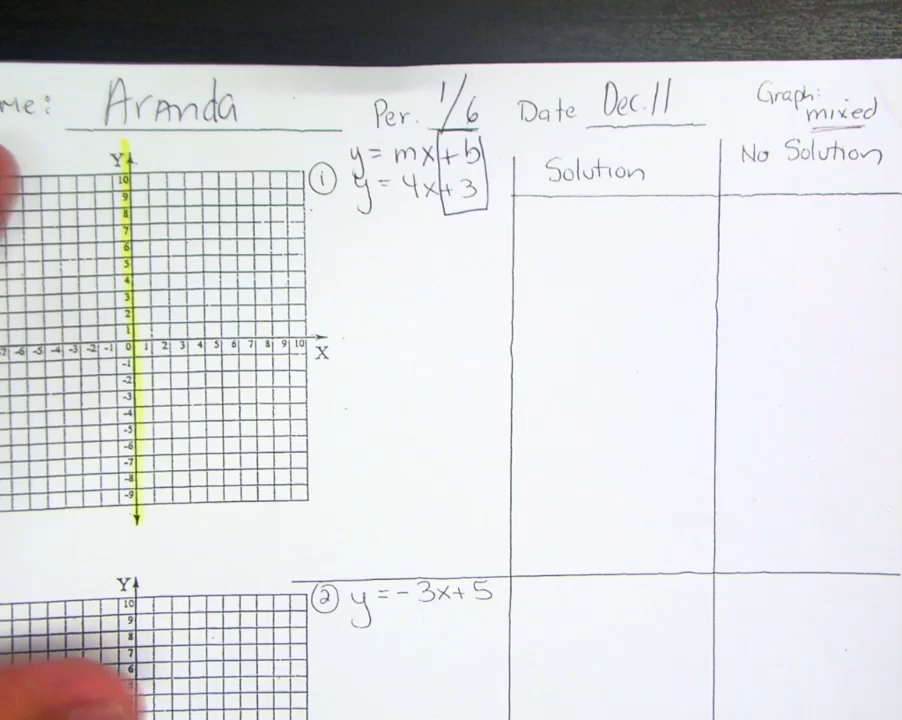 me: Aranda Per. 1/6 Date Dec. 11 Graph: mixed
y = mx + b
① y = 4x + 3
Solution
No Solution
Y
10
9
8
7
6
5
4
3
2
1
-7 -6 -5 -4 -3 -2 -1 0 1 2 3 4 5 6 7 8 9 10 X
-1
-2
-3
-4
-5
-6
-7
-8
-9
② y = - 3x + 5
Y
10
9
8
7
6